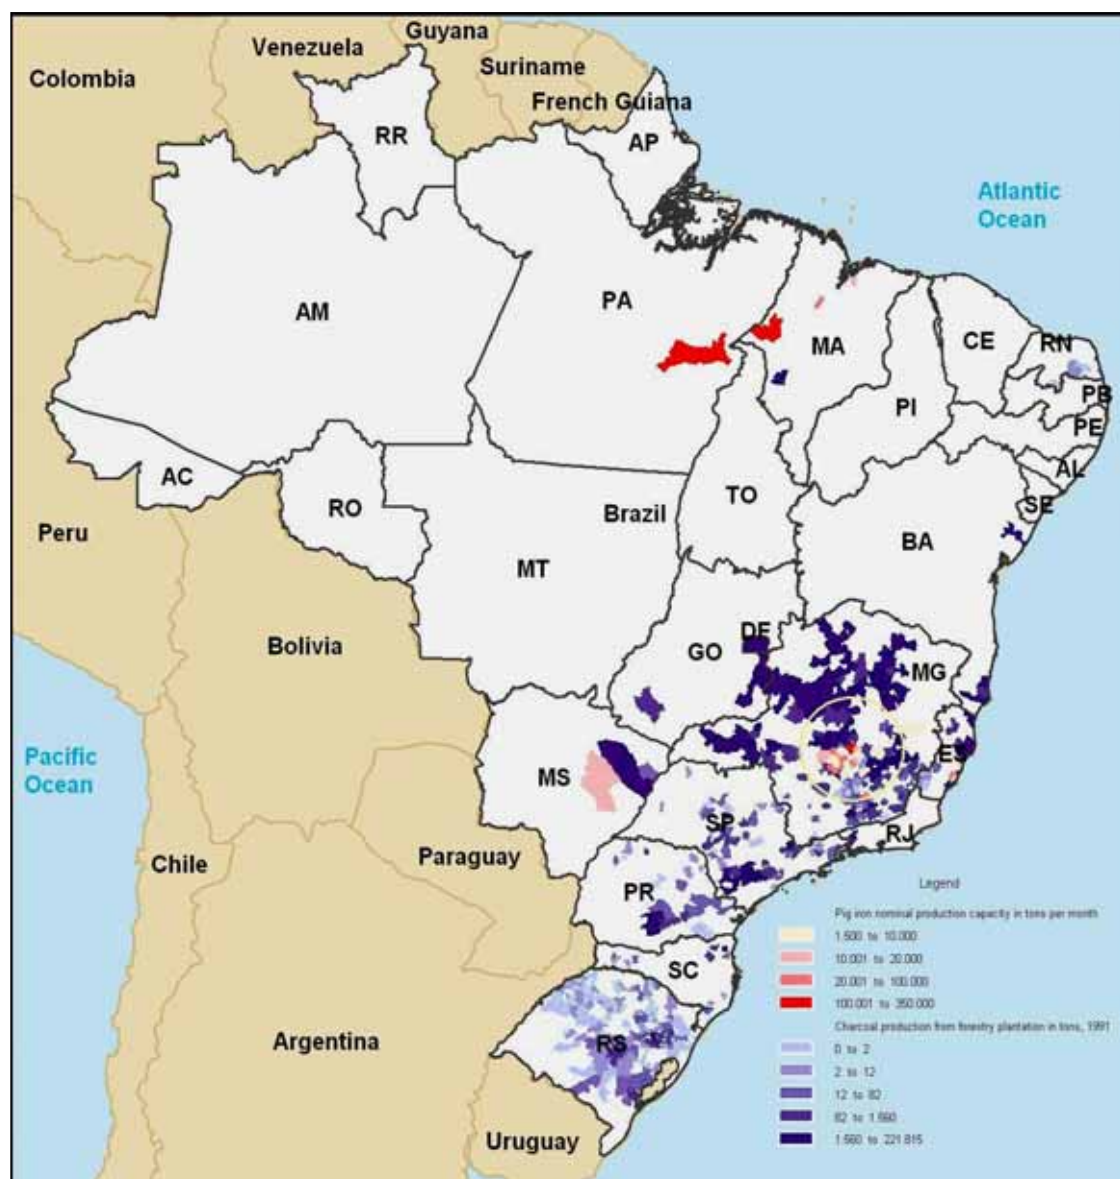 Guyana
Venezuela
Suriname
Colombia
French Guiana
RR
AP
Atlantic
Ocean
AM
PA
MA
CE
RN
PB
PI
PE
AC
AL
RO
TO
SE
Peru
Brazil
BA
MT
Bolivia
DF
GO
MG
Pacific
Ocean
MS
ES
SP
RJ
Chile
Paraguay
PR
SC
Argentina
RS
Uruguay
Legend
Pig iron nominal production capacity in tons per month
1.500 to 10.000
10.001 to 20.000
20.001 to 100.000
100.001 to 350.000
Charcoal production from forestry plantation in tons, 1991
0 to 2
2 to 12
12 to 82
82 to 1.560
1.560 to 221.815